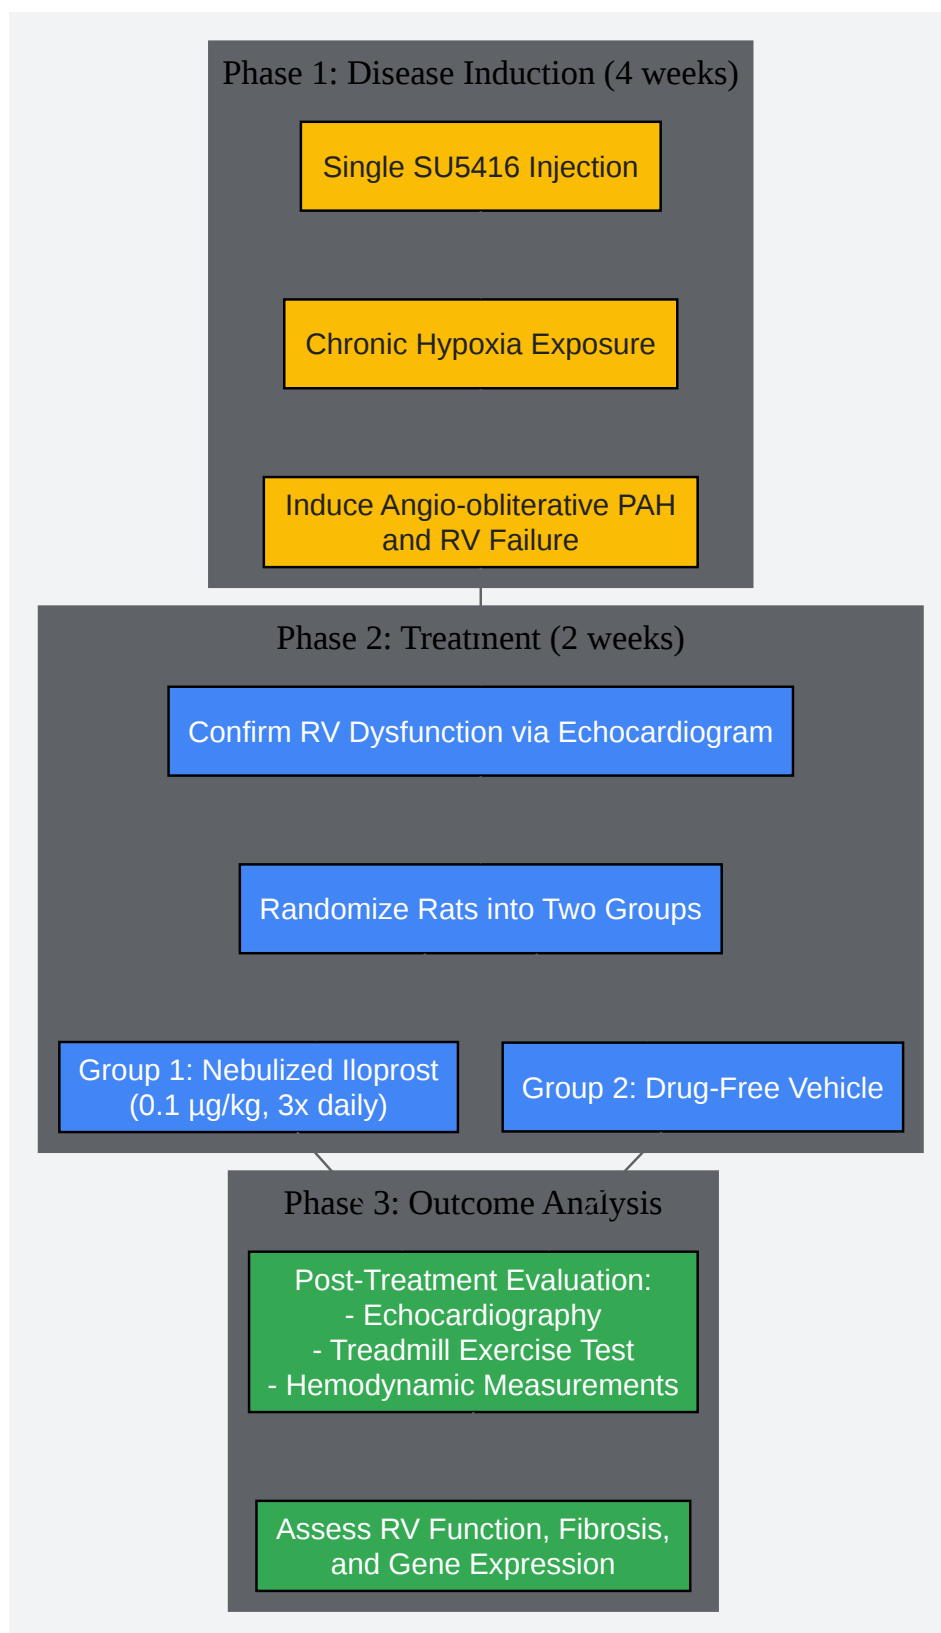 Phase 1: Disease Induction (4 weeks)
Single SU5416 Injection
Chronic Hypoxia Exposure
Induce Angio-obliterative PAH
and RV Failure
Phase 2: Treatment (2 weeks)
Confirm RV Dysfunction via Echocardiogram
Randomize Rats into Two Groups
Group 1: Nebulized Iloprost
(0.1 µg/kg, 3x daily)
Group 2: Drug-Free Vehicle
Phase 3: Outcome Analysis
Post-Treatment Evaluation:
- Echocardiography
- Treadmill Exercise Test
- Hemodynamic Measurements
Assess RV Function, Fibrosis,
and Gene Expression